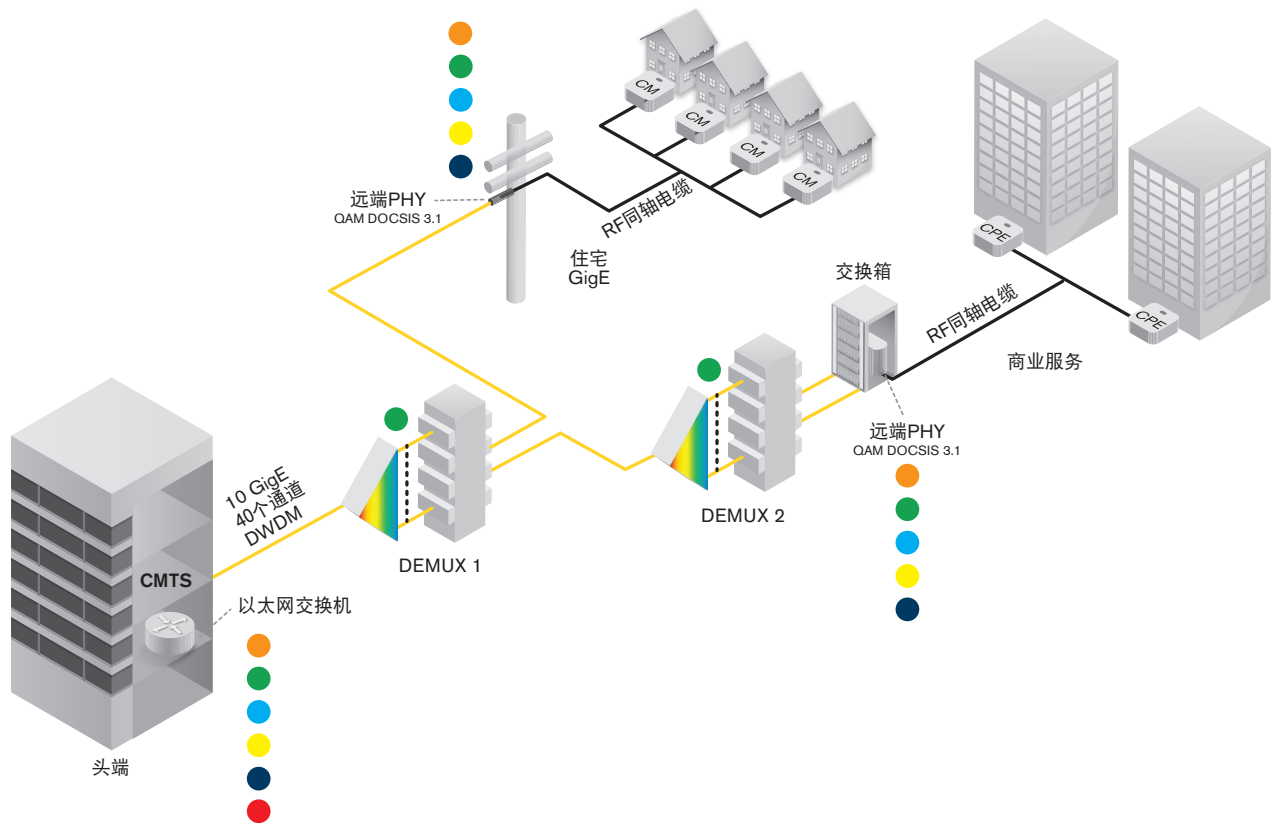 CM
CM
CM
CM
远端PHY
QAM DOCSIS 3.1
RF同轴电缆
住宅
GigE
CPE
CPE
交换箱
RF同轴电缆
商业服务
远端PHY
QAM DOCSIS 3.1
10 GigE
40个通道
DWDM
DEMUX 1
DEMUX 2
CMTS
以太网交换机
头端